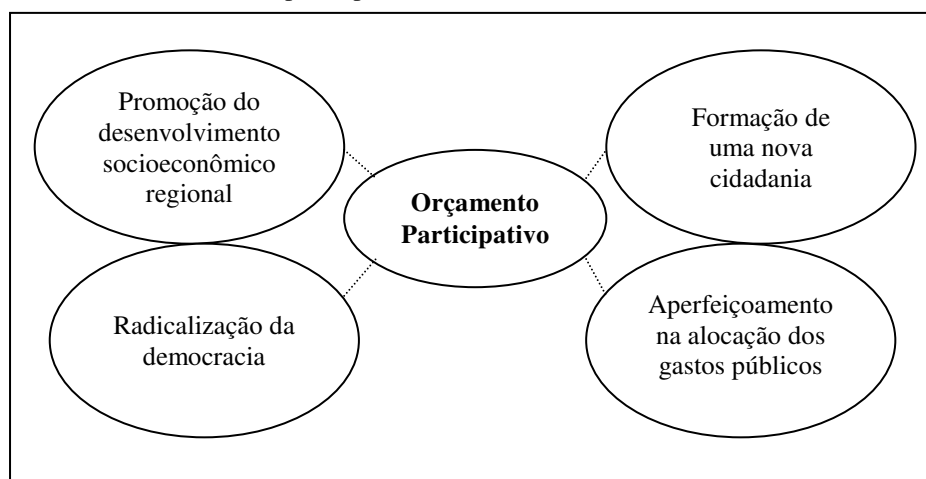 Promoção do
desenvolvimento
socioeconômico
regional
Formação de
uma nova
cidadania
Orçamento
Participativo
Radicalização da
democracia
Aperfeiçoamento
na alocação dos
gastos públicos